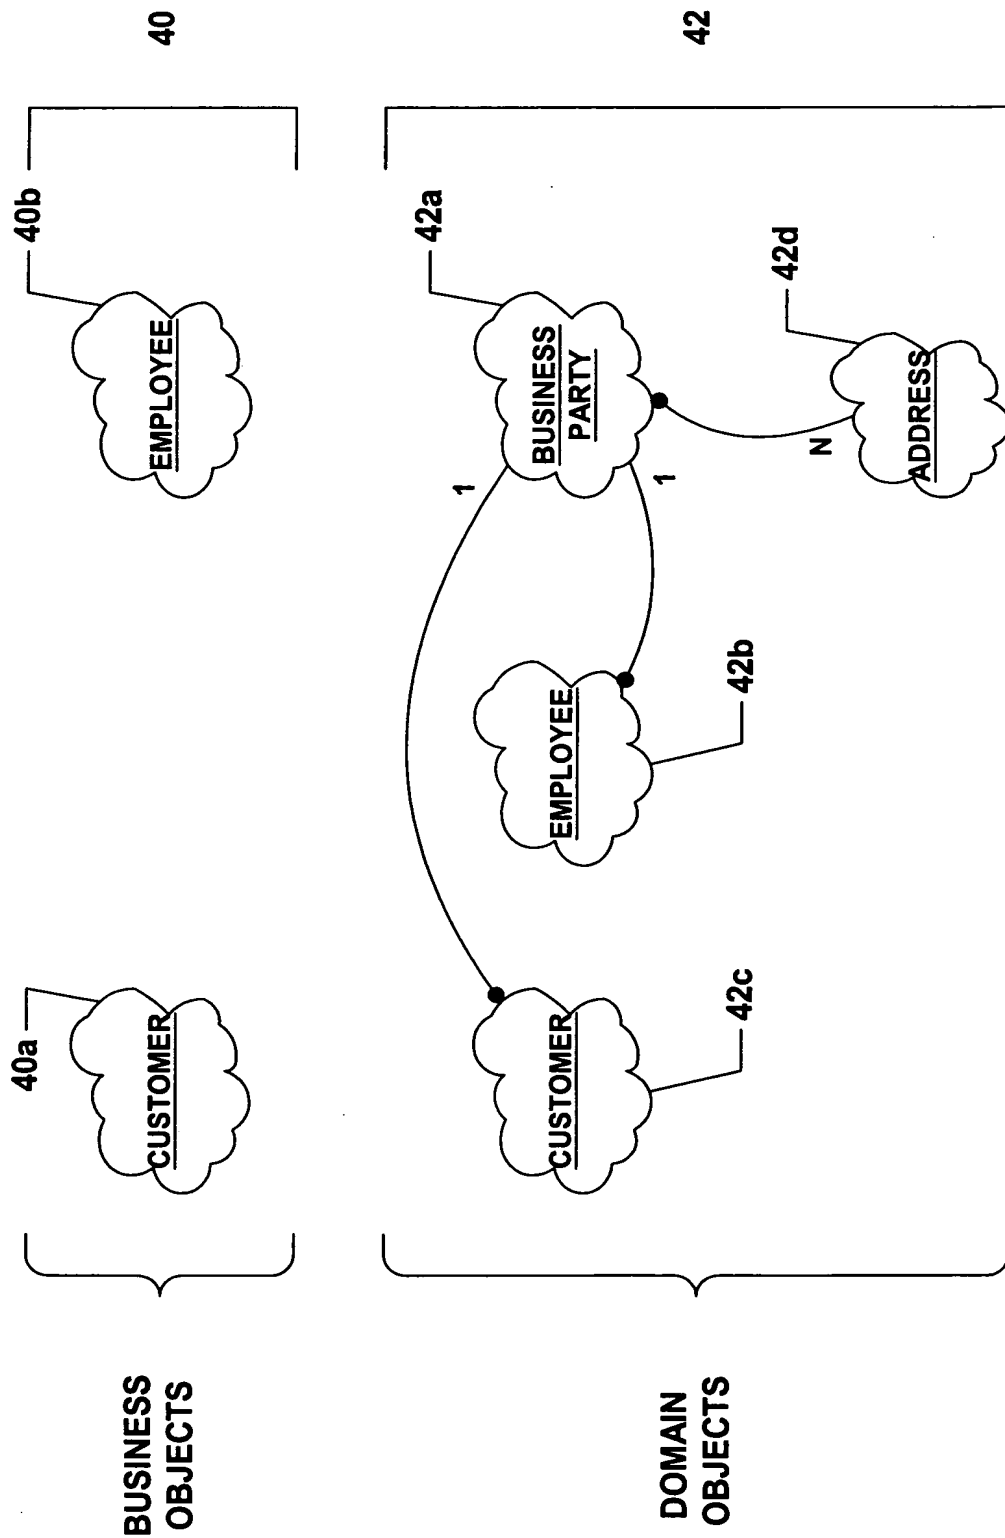 BUSINESS
OBJECTS
40a
CUSTOMER
40b
EMPLOYEE
40
DOMAIN
OBJECTS
42a
BUSINESS
PARTY
1
1
EMPLOYEE
42b
CUSTOMER
42c
N
42d
ADDRESS
42